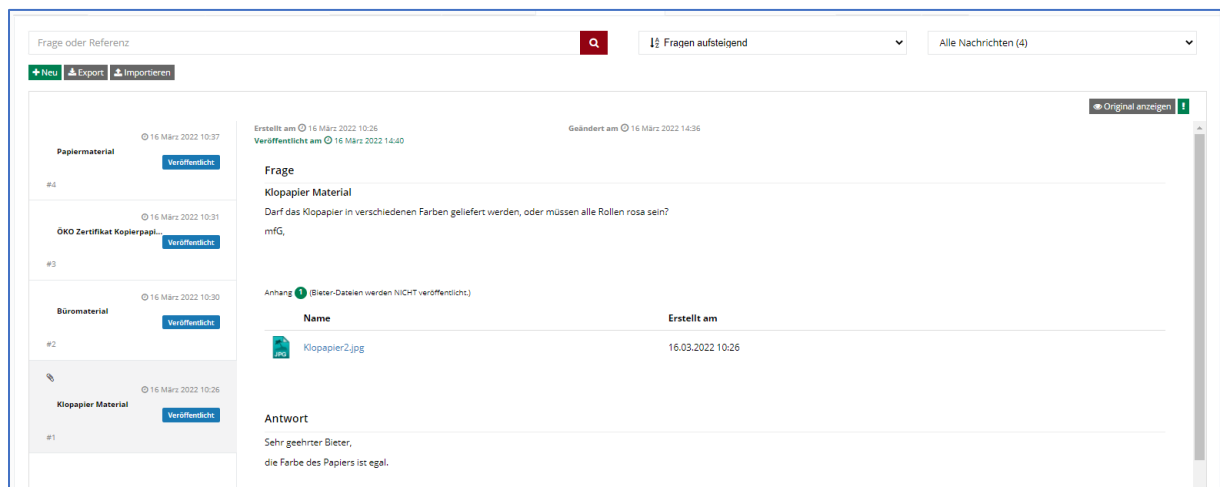 Frage oder Referenz
Fragen aufsteigend
Alle Nachrichten (4)
Neu Export Importieren
Original anzeigen !
16 März 2022 10:37
Papiermaterial
Veröffentlicht
#4
16 März 2022 10:31
ÖKO Zertifikat Kopierpapi...
Veröffentlicht
#3
16 März 2022 10:30
Büromaterial
Veröffentlicht
#2
16 März 2022 10:26
Klopapier Material
Veröffentlicht
#1
Erstellt am 16 März 2022 10:26
Geändert am 16 März 2022 14:36
Veröffentlicht am 16 März 2022 14:40
Frage
Klopapier Material
Darf das Klopapier in verschiedenen Farben geliefert werden, oder müssen alle Rollen rosa sein?
mfG,
Anhang 1 (Bieter-Dateien werden NICHT veröffentlicht.)
Name Erstellt am
JPG Klopapier2.jpg 16.03.2022 10:26
Antwort
Sehr geehrter Bieter,
die Farbe des Papiers ist egal.